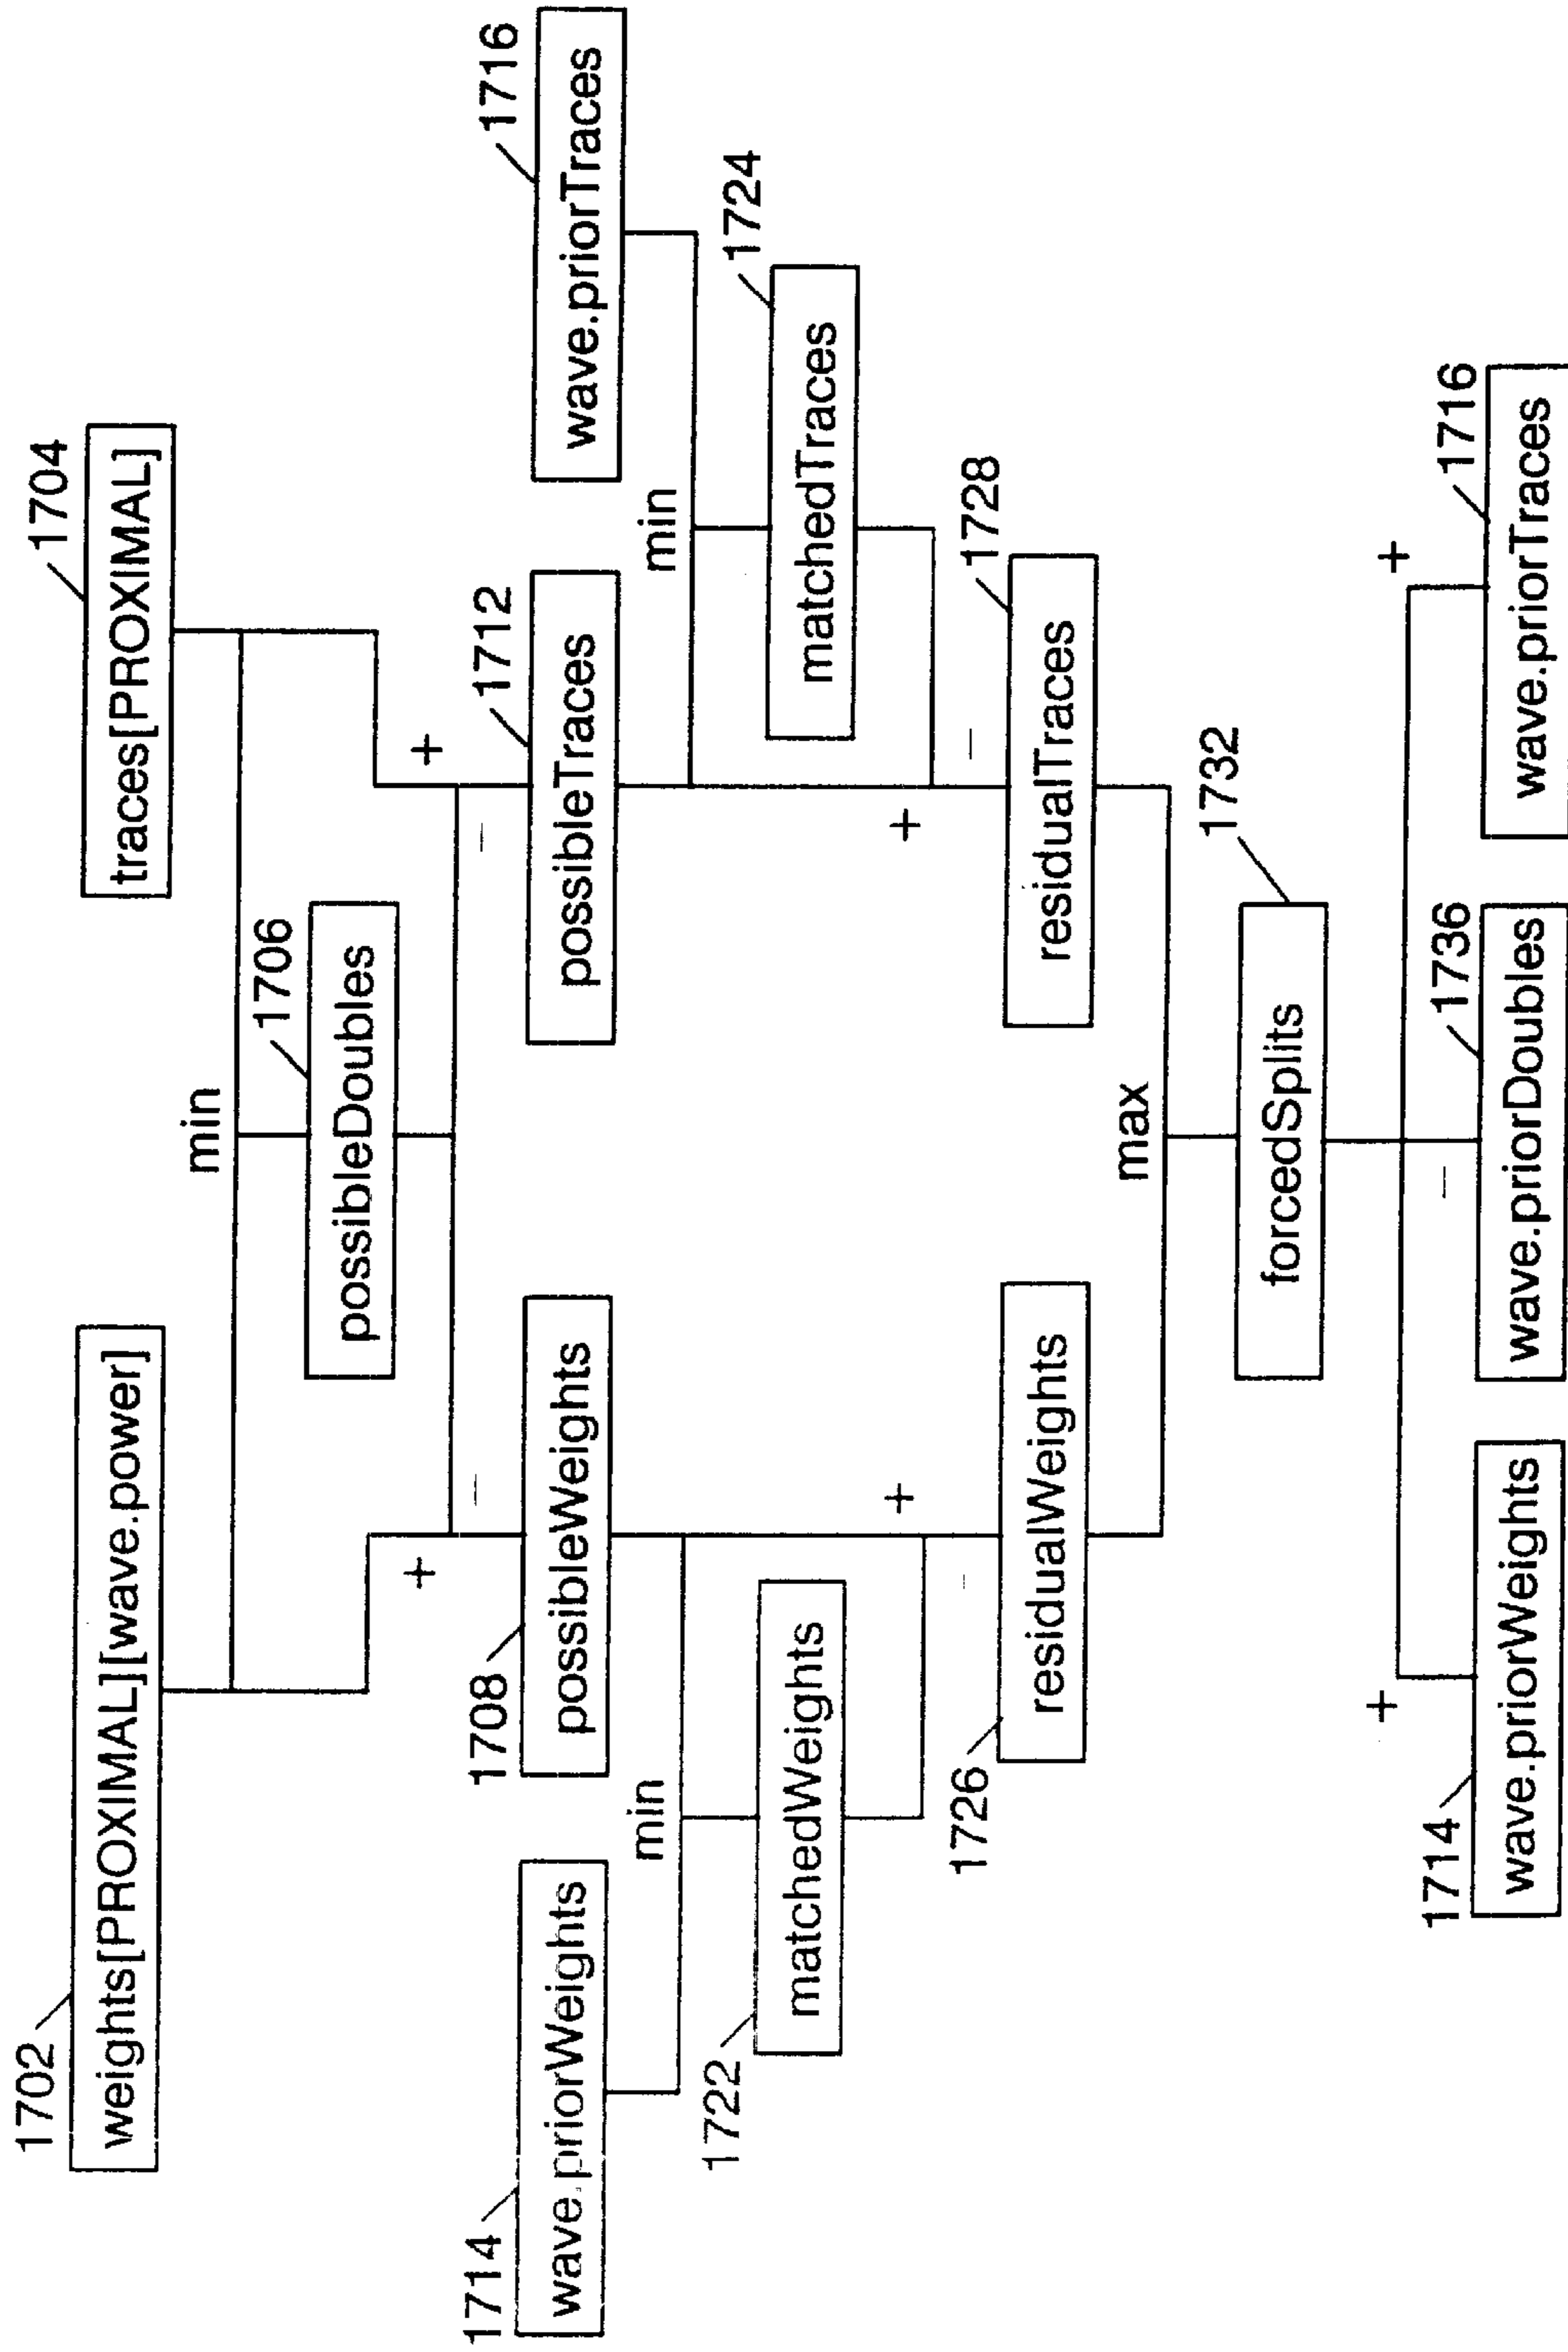 1702
weights[PROXIMAL][wave.power]
1704
traces[PROXIMAL]
min
1706
possibleDoubles
+
−
+
−
1714
wave.priorWeights
1708
possibleWeights
1712
possibleTraces
1716
wave.priorTraces
min
min
1722
matchedWeights
1724
matchedTraces
+
−
+
−
1726
residualWeights
1728
residualTraces
max
1732
forcedSplits
+
−
+
1714
wave.priorWeights
1736
wave.priorDoubles
1716
wave.priorTraces